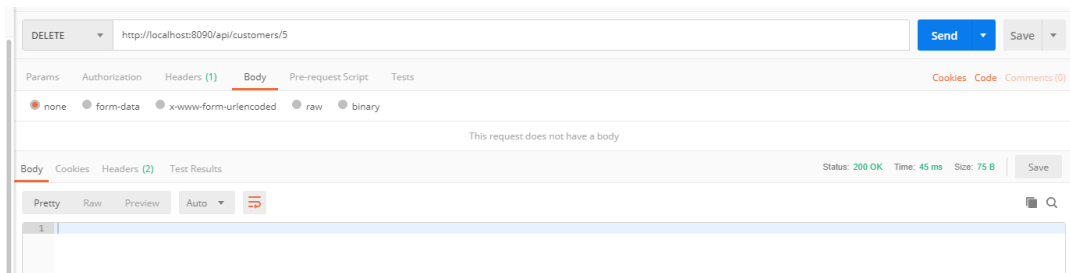 DELETE http://localhost:8090/api/customers/5 Send Save
Params Authorization Headers (1) Body Pre-request Script Tests Cookies Code Comments (0)
none form-data x-www-form-urlencoded raw binary
This request does not have a body
Body Cookies Headers (2) Test Results Status: 200 OK Time: 45 ms Size: 75 B Save
Pretty Raw Preview Auto
1